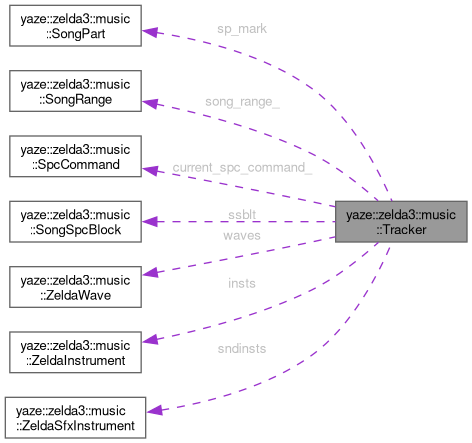 yaze::zelda3::music
::SongPart
sp_mark
yaze::zelda3::music
::SongRange
song_range_
yaze::zelda3::music
::SpcCommand
current_spc_command_
yaze::zelda3::music
::SongSpcBlock
ssblt
yaze::zelda3::music
::Tracker
waves
yaze::zelda3::music
::ZeldaWave
insts
yaze::zelda3::music
::ZeldaInstrument
sndinsts
yaze::zelda3::music
::ZeldaSfxInstrument